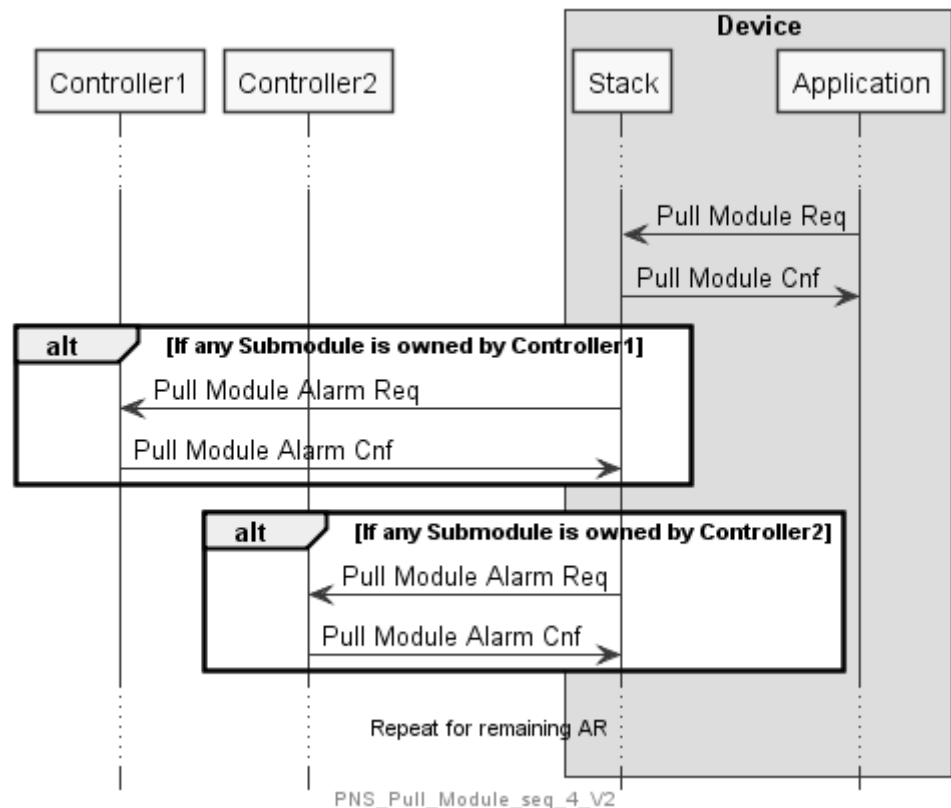 Device
Controller1 Controller2 Stack Application
Pull Module Req
Pull Module Cnf
alt [If any Submodule is owned by Controller1]
Pull Module Alarm Req
Pull Module Alarm Cnf
alt [If any Submodule is owned by Controller2]
Pull Module Alarm Req
Pull Module Alarm Cnf
Repeat for remaining AR
PNS_Pull_Module_seq_4_V2